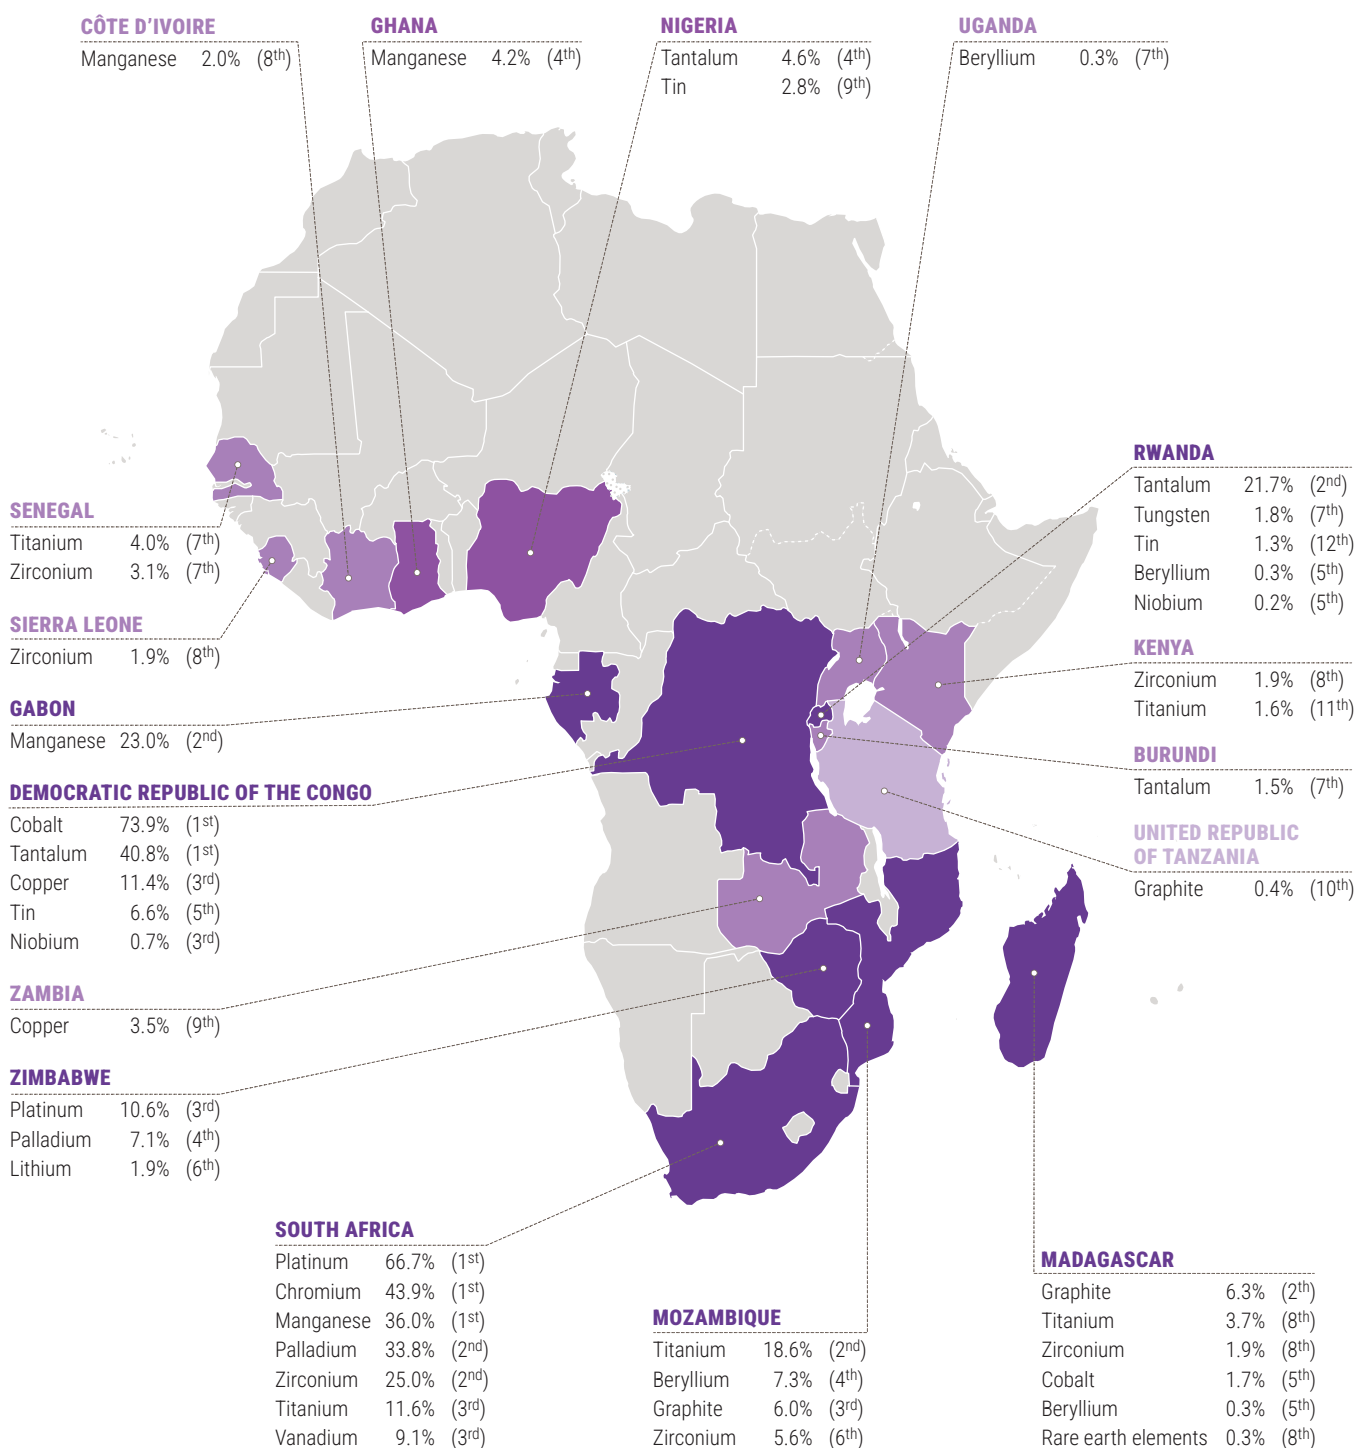 CÔTE D'IVOIRE
Manganese 2.0% (8th)
GHANA
Manganese 4.2% (4th)
NIGERIA
Tantalum 4.6% (4th)
Tin 2.8% (9th)
UGANDA
Beryllium 0.3% (7th)
SENEGAL
Titanium 4.0% (7th)
Zirconium 3.1% (7th)
SIERRA LEONE
Zirconium 1.9% (8th)
GABON
Manganese 23.0% (2nd)
DEMOCRATIC REPUBLIC OF THE CONGO
Cobalt 73.9% (1st)
Tantalum 40.8% (1st)
Copper 11.4% (3rd)
Tin 6.6% (5th)
Niobium 0.7% (3rd)
ZAMBIA
Copper 3.5% (9th)
ZIMBABWE
Platinum 10.6% (3rd)
Palladium 7.1% (4th)
Lithium 1.9% (6th)
RWANDA
Tantalum 21.7% (2nd)
Tungsten 1.8% (7th)
Tin 1.3% (12th)
Beryllium 0.3% (5th)
Niobium 0.2% (5th)
KENYA
Zirconium 1.9% (8th)
Titanium 1.6% (11th)
BURUNDI
Tantalum 1.5% (7th)
UNITED REPUBLIC
OF TANZANIA
Graphite 0.4% (10th)
SOUTH AFRICA
Platinum 66.7% (1st)
Chromium 43.9% (1st)
Manganese 36.0% (1st)
Palladium 33.8% (2nd)
Zirconium 25.0% (2nd)
Titanium 11.6% (3rd)
Vanadium 9.1% (3rd)
MOZAMBIQUE
Titanium 18.6% (2nd)
Beryllium 7.3% (4th)
Graphite 6.0% (3rd)
Zirconium 5.6% (6th)
MADAGASCAR
Graphite 6.3% (2th)
Titanium 3.7% (8th)
Zirconium 1.9% (8th)
Cobalt 1.7% (5th)
Beryllium 0.3% (5th)
Rare earth elements 0.3% (8th)